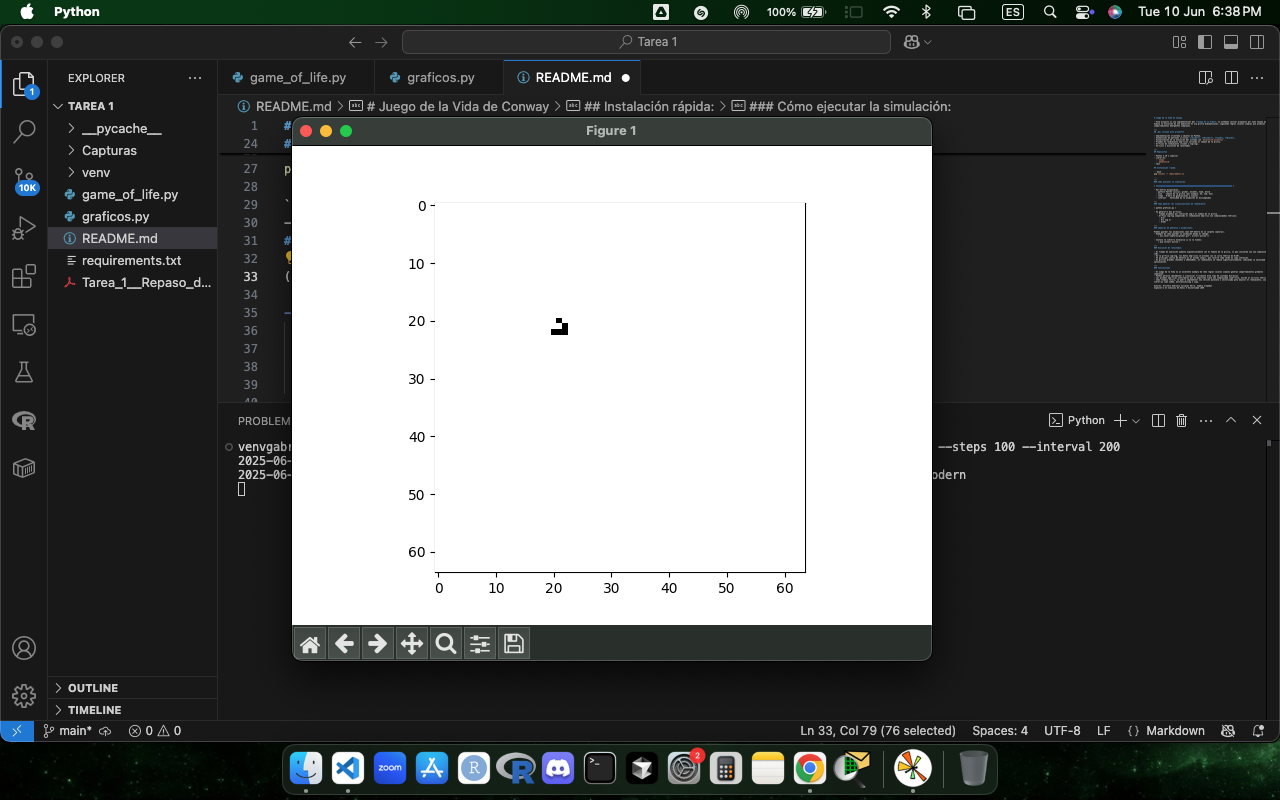 Python
100%
ES
Tue 10 Jun 6:38 PM
Tarea 1
EXPLORER
game_of_life.py
graficos.py
README.md
TAREA 1
README.md > # Juego de la Vida de Conway > ## Instalación rápida: > ### Cómo ejecutar la simulación:
__pycache__
Capturas
venv
game_of_life.py
graficos.py
README.md
requirements.txt
Tarea_1__Repaso_d...
1 #
24 #
27 p
28
29 `
30 —
31 #
32
33 (
34
35 —
36
37
38
39
40
Figure 1
0
10
20
30
40
50
60
0 10 20 30 40 50 60
PROBLEM
Python
venvgabr
--steps 100 --interval 200
2025-06-
2025-06-
odern
1
10K
OUTLINE
TIMELINE
main*
0 0
Ln 33, Col 79 (76 selected)
Spaces: 4
UTF-8
LF
Markdown
zoom
R
R
2